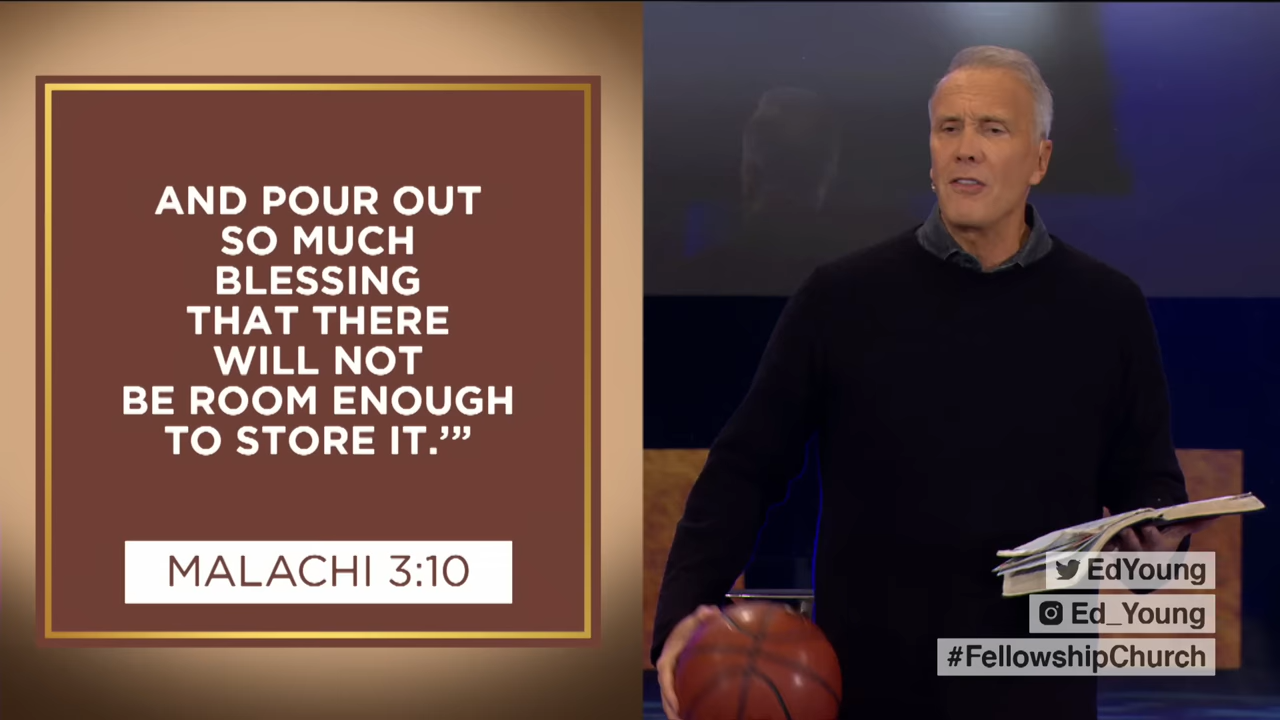 AND POUR OUT
SO MUCH
BLESSING
THAT THERE
WILL NOT
BE ROOM ENOUGH
TO STORE IT.’”
MALACHI 3:10
EdYoung
Ed_Young
#FellowshipChurch